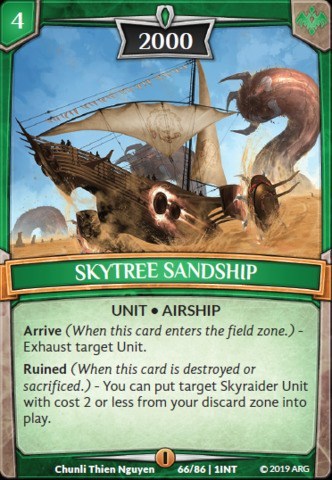 4
2000
SKYTREE SANDSHIP
UNIT • AIRSHIP
Arrive (When this card enters the field zone.) -
Exhaust target Unit.
Ruined (When this card is destroyed or
sacrificed.) - You can put target Skyraider Unit
with cost 2 or less from your discard zone into
play.
I
Chunli Thien Nguyen 66/86 | 1INT © 2019 ARG